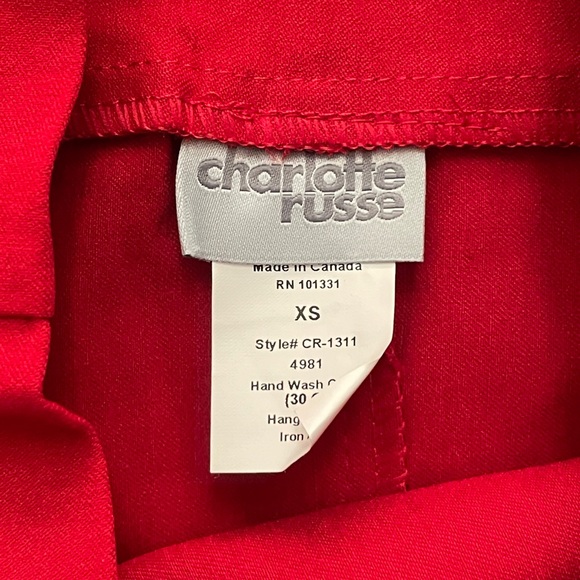 charlotte
russe
Made in Canada
RN 101331
XS
Style# CR-1311
4981
Hand Wash
(30
Hang
Iron